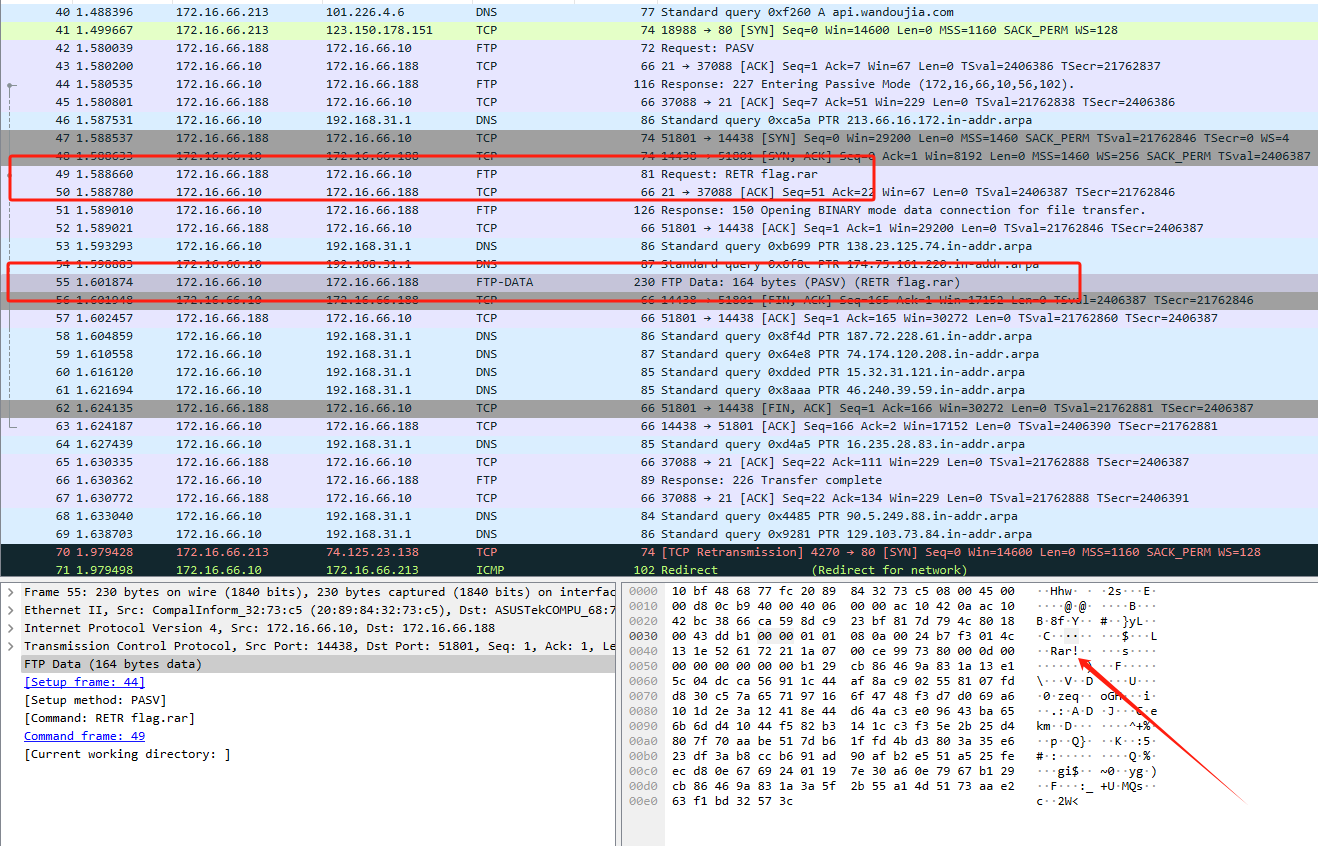 40 1.488396 172.16.66.213 101.226.4.6 DNS 77 Standard query 0xf260 A api.wandoujia.com
41 1.499667 172.16.66.213 123.150.178.151 TCP 74 18988 → 80 [SYN] Seq=0 Win=14600 Len=0 MSS=1160 SACK_PERM WS=128
42 1.580039 172.16.66.188 172.16.66.10 FTP 72 Request: PASV
43 1.580200 172.16.66.10 172.16.66.188 TCP 66 21 → 37088 [ACK] Seq=1 Ack=7 Win=67 Len=0 TSval=2406386 TSecr=21762837
44 1.580535 172.16.66.10 172.16.66.188 FTP 116 Response: 227 Entering Passive Mode (172,16,66,10,56,102).
45 1.580801 172.16.66.188 172.16.66.10 TCP 66 37088 → 21 [ACK] Seq=7 Ack=51 Win=229 Len=0 TSval=21762838 TSecr=2406386
46 1.587531 172.16.66.10 192.168.31.1 DNS 86 Standard query 0xca5a PTR 213.66.16.172.in-addr.arpa
47 1.588537 172.16.66.188 172.16.66.10 TCP 74 51801 → 14438 [SYN] Seq=0 Win=29200 Len=0 MSS=1460 SACK_PERM TSval=21762846 TSecr=0 WS=4
48 1.588633 172.16.66.10 172.16.66.188 TCP 74 14438 → 51801 [SYN, ACK] Seq=0 Ack=1 Win=8192 Len=0 MSS=1460 WS=256 SACK_PERM TSval=2406387
49 1.588660 172.16.66.188 172.16.66.10 FTP 81 Request: RETR flag.rar
50 1.588780 172.16.66.10 172.16.66.188 TCP 66 21 → 37088 [ACK] Seq=51 Ack=22 Win=67 Len=0 TSval=2406387 TSecr=21762846
51 1.589010 172.16.66.10 172.16.66.188 FTP 126 Response: 150 Opening BINARY mode data connection for file transfer.
52 1.589021 172.16.66.188 172.16.66.10 TCP 66 51801 → 14438 [ACK] Seq=1 Ack=1 Win=29200 Len=0 TSval=21762846 TSecr=2406387
53 1.593293 172.16.66.10 192.168.31.1 DNS 86 Standard query 0xb699 PTR 138.23.125.74.in-addr.arpa
54 1.598883 172.16.66.10 192.168.31.1 DNS 87 Standard query 0x6f8c PTR 174.75.161.220.in-addr.arpa
55 1.601874 172.16.66.10 172.16.66.188 FTP-DATA 230 FTP Data: 164 bytes (PASV) (RETR flag.rar)
56 1.601948 172.16.66.10 172.16.66.188 TCP 66 14438 → 51801 [FIN, ACK] Seq=165 Ack=1 Win=17152 Len=0 TSval=2406387 TSecr=21762846
57 1.602457 172.16.66.188 172.16.66.10 TCP 66 51801 → 14438 [ACK] Seq=1 Ack=165 Win=30272 Len=0 TSval=21762860 TSecr=2406387
58 1.604859 172.16.66.10 192.168.31.1 DNS 86 Standard query 0x8f4d PTR 187.72.228.61.in-addr.arpa
59 1.610558 172.16.66.10 192.168.31.1 DNS 87 Standard query 0x64e8 PTR 74.174.120.208.in-addr.arpa
60 1.616120 172.16.66.10 192.168.31.1 DNS 85 Standard query 0xdded PTR 15.32.31.121.in-addr.arpa
61 1.621694 172.16.66.10 192.168.31.1 DNS 85 Standard query 0x8aaa PTR 46.240.39.59.in-addr.arpa
62 1.624135 172.16.66.188 172.16.66.10 TCP 66 51801 → 14438 [FIN, ACK] Seq=1 Ack=166 Win=30272 Len=0 TSval=21762881 TSecr=2406387
63 1.624187 172.16.66.10 172.16.66.188 TCP 66 14438 → 51801 [ACK] Seq=166 Ack=2 Win=17152 Len=0 TSval=2406390 TSecr=21762881
64 1.627439 172.16.66.10 192.168.31.1 DNS 85 Standard query 0xd4a5 PTR 16.235.28.83.in-addr.arpa
65 1.630335 172.16.66.188 172.16.66.10 TCP 66 37088 → 21 [ACK] Seq=22 Ack=111 Win=229 Len=0 TSval=21762888 TSecr=2406387
66 1.630362 172.16.66.10 172.16.66.188 FTP 89 Response: 226 Transfer complete
67 1.630772 172.16.66.188 172.16.66.10 TCP 66 37088 → 21 [ACK] Seq=22 Ack=134 Win=229 Len=0 TSval=21762888 TSecr=2406391
68 1.633040 172.16.66.10 192.168.31.1 DNS 84 Standard query 0x4485 PTR 90.5.249.88.in-addr.arpa
69 1.638703 172.16.66.10 192.168.31.1 DNS 86 Standard query 0x9281 PTR 129.103.73.84.in-addr.arpa
70 1.979428 172.16.66.213 74.125.23.138 TCP 74 [TCP Retransmission] 4270 → 80 [SYN] Seq=0 Win=14600 Len=0 MSS=1160 SACK_PERM WS=128
71 1.979498 172.16.66.10 172.16.66.213 ICMP 102 Redirect (Redirect for network)
Frame 55: 230 bytes on wire (1840 bits), 230 bytes captured (1840 bits) on interfac
Ethernet II, Src: CompalInform_32:73:c5 (20:89:84:32:73:c5), Dst: ASUSTekCOMPU_68:7
Internet Protocol Version 4, Src: 172.16.66.10, Dst: 172.16.66.188
Transmission Control Protocol, Src Port: 14438, Dst Port: 51801, Seq: 1, Ack: 1, Le
FTP Data (164 bytes data)
[Setup frame: 44]
[Setup method: PASV]
[Command: RETR flag.rar]
Command frame: 49
[Current working directory: ]
0000 10 bf 48 68 77 fc 20 89 84 32 73 c5 08 00 45 00 ··Hhw· · ·2s···E·
0010 00 d8 0c b9 40 00 40 06 00 00 ac 10 42 0a ac 10 ····@·@· ····B···
0020 42 bc 38 66 ca 59 8d c9 23 bf 81 7d 79 4c 80 18 B·8f·Y·· #··}yL··
0030 00 43 dd b1 00 00 01 01 08 0a 00 24 b7 f3 01 4c ·C······ ···$···L
0040 13 1e 52 61 72 21 1a 07 00 ce 99 73 80 00 0d 00 ··Rar!·· ···s····
0050 00 00 00 00 00 00 b1 29 cb 86 46 9a 83 1a 13 e1 ·······) ··F·····
0060 5c 04 dc ca 56 91 1c 44 af 8a c9 02 55 81 07 fd \···V··D ····U···
0070 d8 30 c5 7a 65 71 97 16 6f 47 48 f3 d7 d0 69 a6 ·0·zeq·· oGH···i·
0080 10 1d 2e 3a 12 41 8e 44 d6 4a c3 e0 96 43 ba 65 ··.:·A·D ·J···C·e
0090 6b 6d d4 10 44 f5 82 b3 14 1c c3 f3 5e 2b 25 d4 km··D··· ····^+%·
00a0 80 7f 70 aa be 51 7d b6 1f fd 4b d3 80 3a 35 e6 ··p··Q}· ··K··:5·
00b0 23 df 3a b8 cc b6 91 ad 90 af b2 e5 51 a5 25 fe #·:····· ····Q·%·
00c0 ec d8 0e 67 69 24 01 19 7e 30 a6 0e 79 67 b1 29 ···gi$·· ~0··yg·)
00d0 cb 86 46 9a 83 1a 3a 5f 2b 55 a1 4d 51 73 aa e2 ··F···:_ +U·MQs··
00e0 63 f1 bd 32 57 3c c··2W<